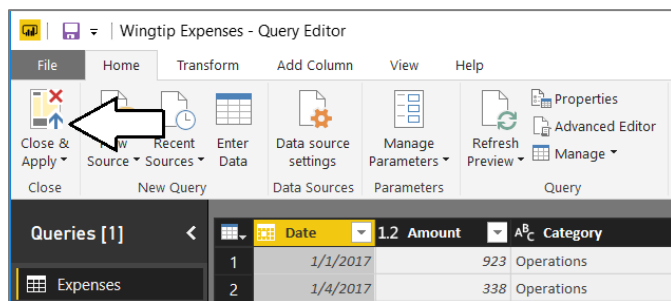 Wingtip Expenses - Query Editor
File Home Transform Add Column View Help
Close & Apply
New Source
Recent Sources
Enter Data
Data source settings
Manage Parameters
Refresh Preview
Properties
Advanced Editor
Manage
Close New Query Data Sources Parameters Query
Queries [1]
Date 1.2 Amount ABC Category
1 1/1/2017 923 Operations
Expenses
2 1/4/2017 338 Operations